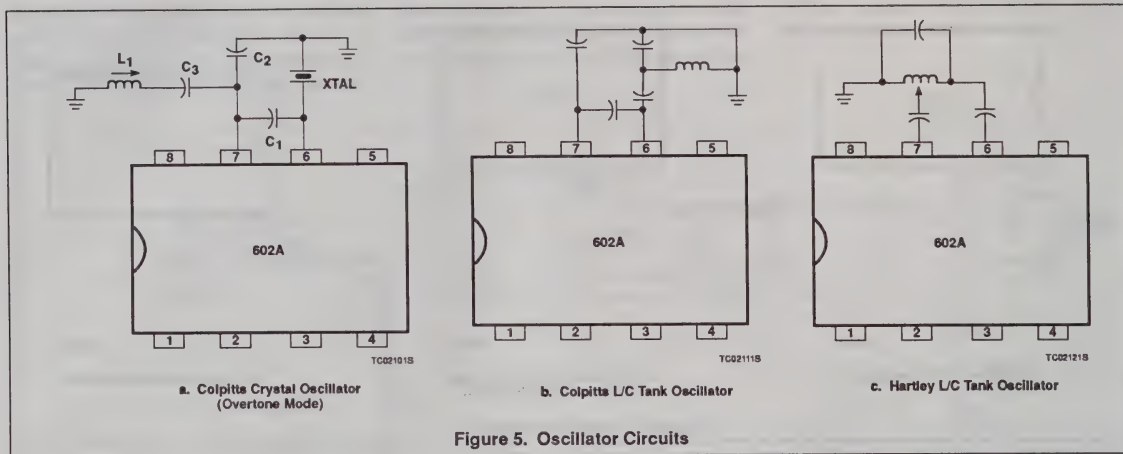 L1
C3
C2
XTAL
C1
8 7 6 5
602A
1 2 3 4
TC02101S
a. Colpitts Crystal Oscillator
(Overtone Mode)
8 7 6 5
602A
1 2 3 4
TC02111S
b. Colpitts L/C Tank Oscillator
8 7 6 5
602A
1 2 3 4
TC02121S
c. Hartley L/C Tank Oscillator
Figure 5. Oscillator Circuits